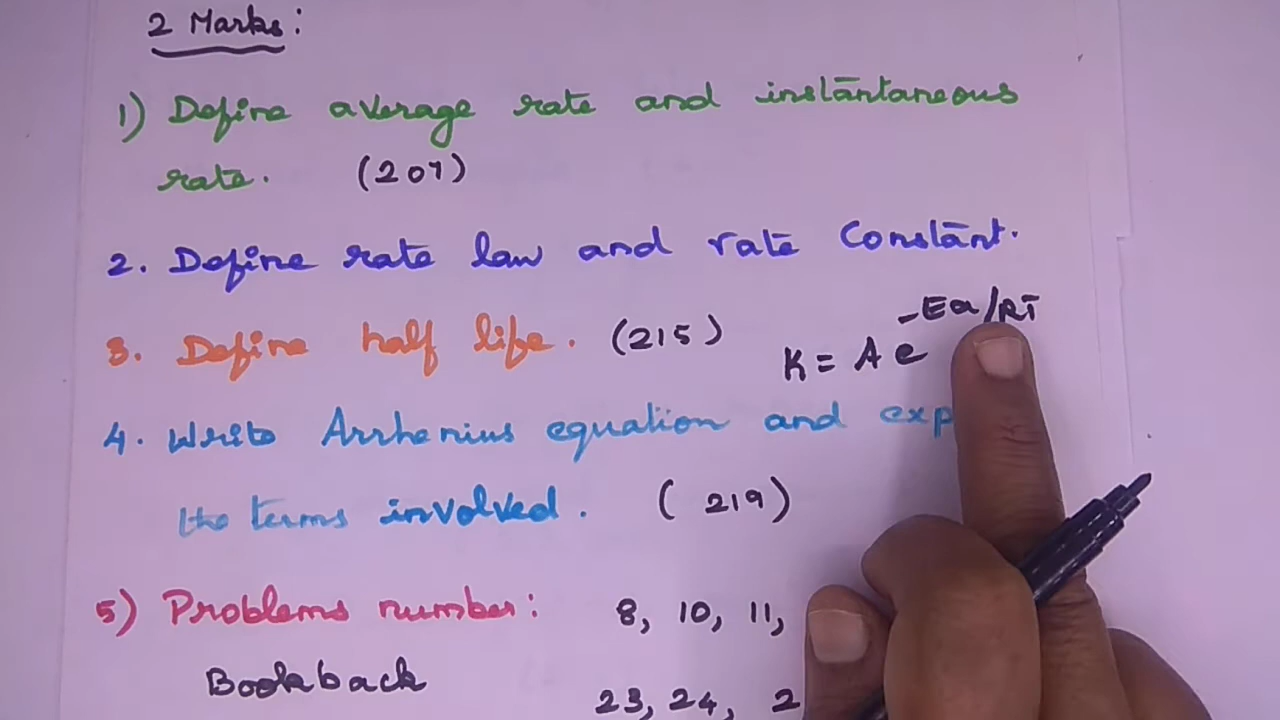 2 Marks:
1) Define average rate and instantaneous
rate. (207)
2. Define rate law and rate Constant.
3. Define half life. (215)
K = A e -Ea/RT
4. Write Arrhenius equation and exp
the terms involved. (219)
5) Problems number: 8, 10, 11,
Bookback
23, 24, 2